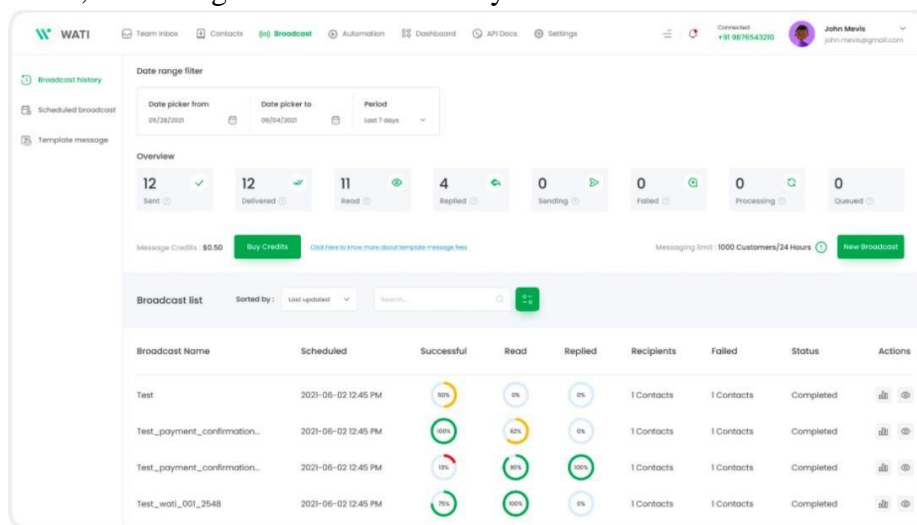 WATI Team Inbox Contacts Broadcast Automation Dashboard API Docs Settings Connected +91 9876543210 John Mevis john.mevis@gmail.com
Broadcast history
Scheduled broadcast
Template message
Date range filter
Date picker from Date picker to Period
05/28/2021 06/04/2021 Last 7 days
Overview
12 12 11 4 0 0 0 0
Sent Delivered Read Replied Sending Failed Processing Queued
Message Credits : $0.50 Buy Credits Click here to know more about template message fees Messaging limit : 1000 Customers/24 Hours New Broadcast
Broadcast list Sorted by : Last updated Search...
Broadcast Name Scheduled Successful Read Replied Recipients Failed Status Actions
Test 2021-06-02 12:45 PM 50% 0% 0% 1 Contacts 1 Contacts Completed
Test_payment_confirmation... 2021-06-02 12:45 PM 100% 62% 0% 1 Contacts 1 Contacts Completed
Test_payment_confirmation... 2021-06-02 12:45 PM 13% 90% 100% 1 Contacts 1 Contacts Completed
Test_wati_001_2548 2021-06-02 12:45 PM 75% 100% 0% 1 Contacts 1 Contacts Completed